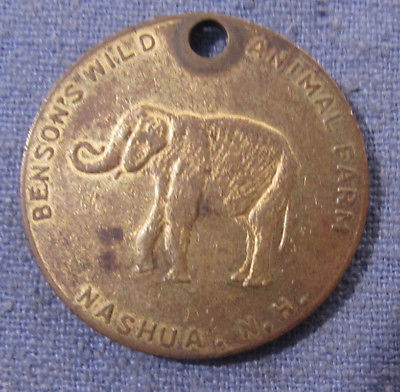 BENSON'S WILD ANIMAL FARM
NASHUA. N. H.